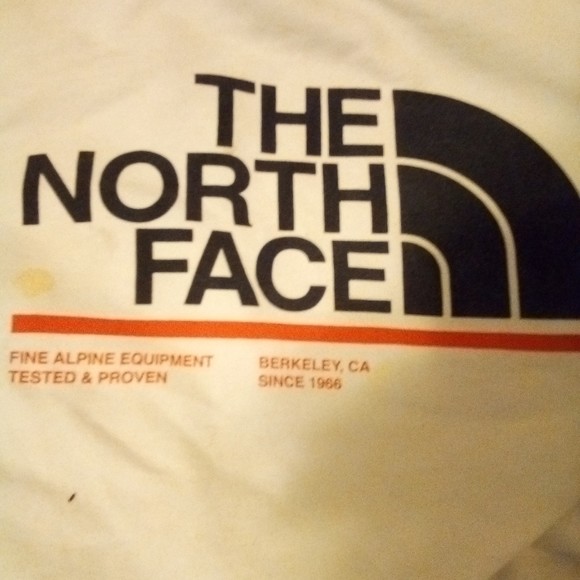 THE
NORTH
FACE
FINE ALPINE EQUIPMENT
TESTED & PROVEN
BERKELEY, CA
SINCE 1966